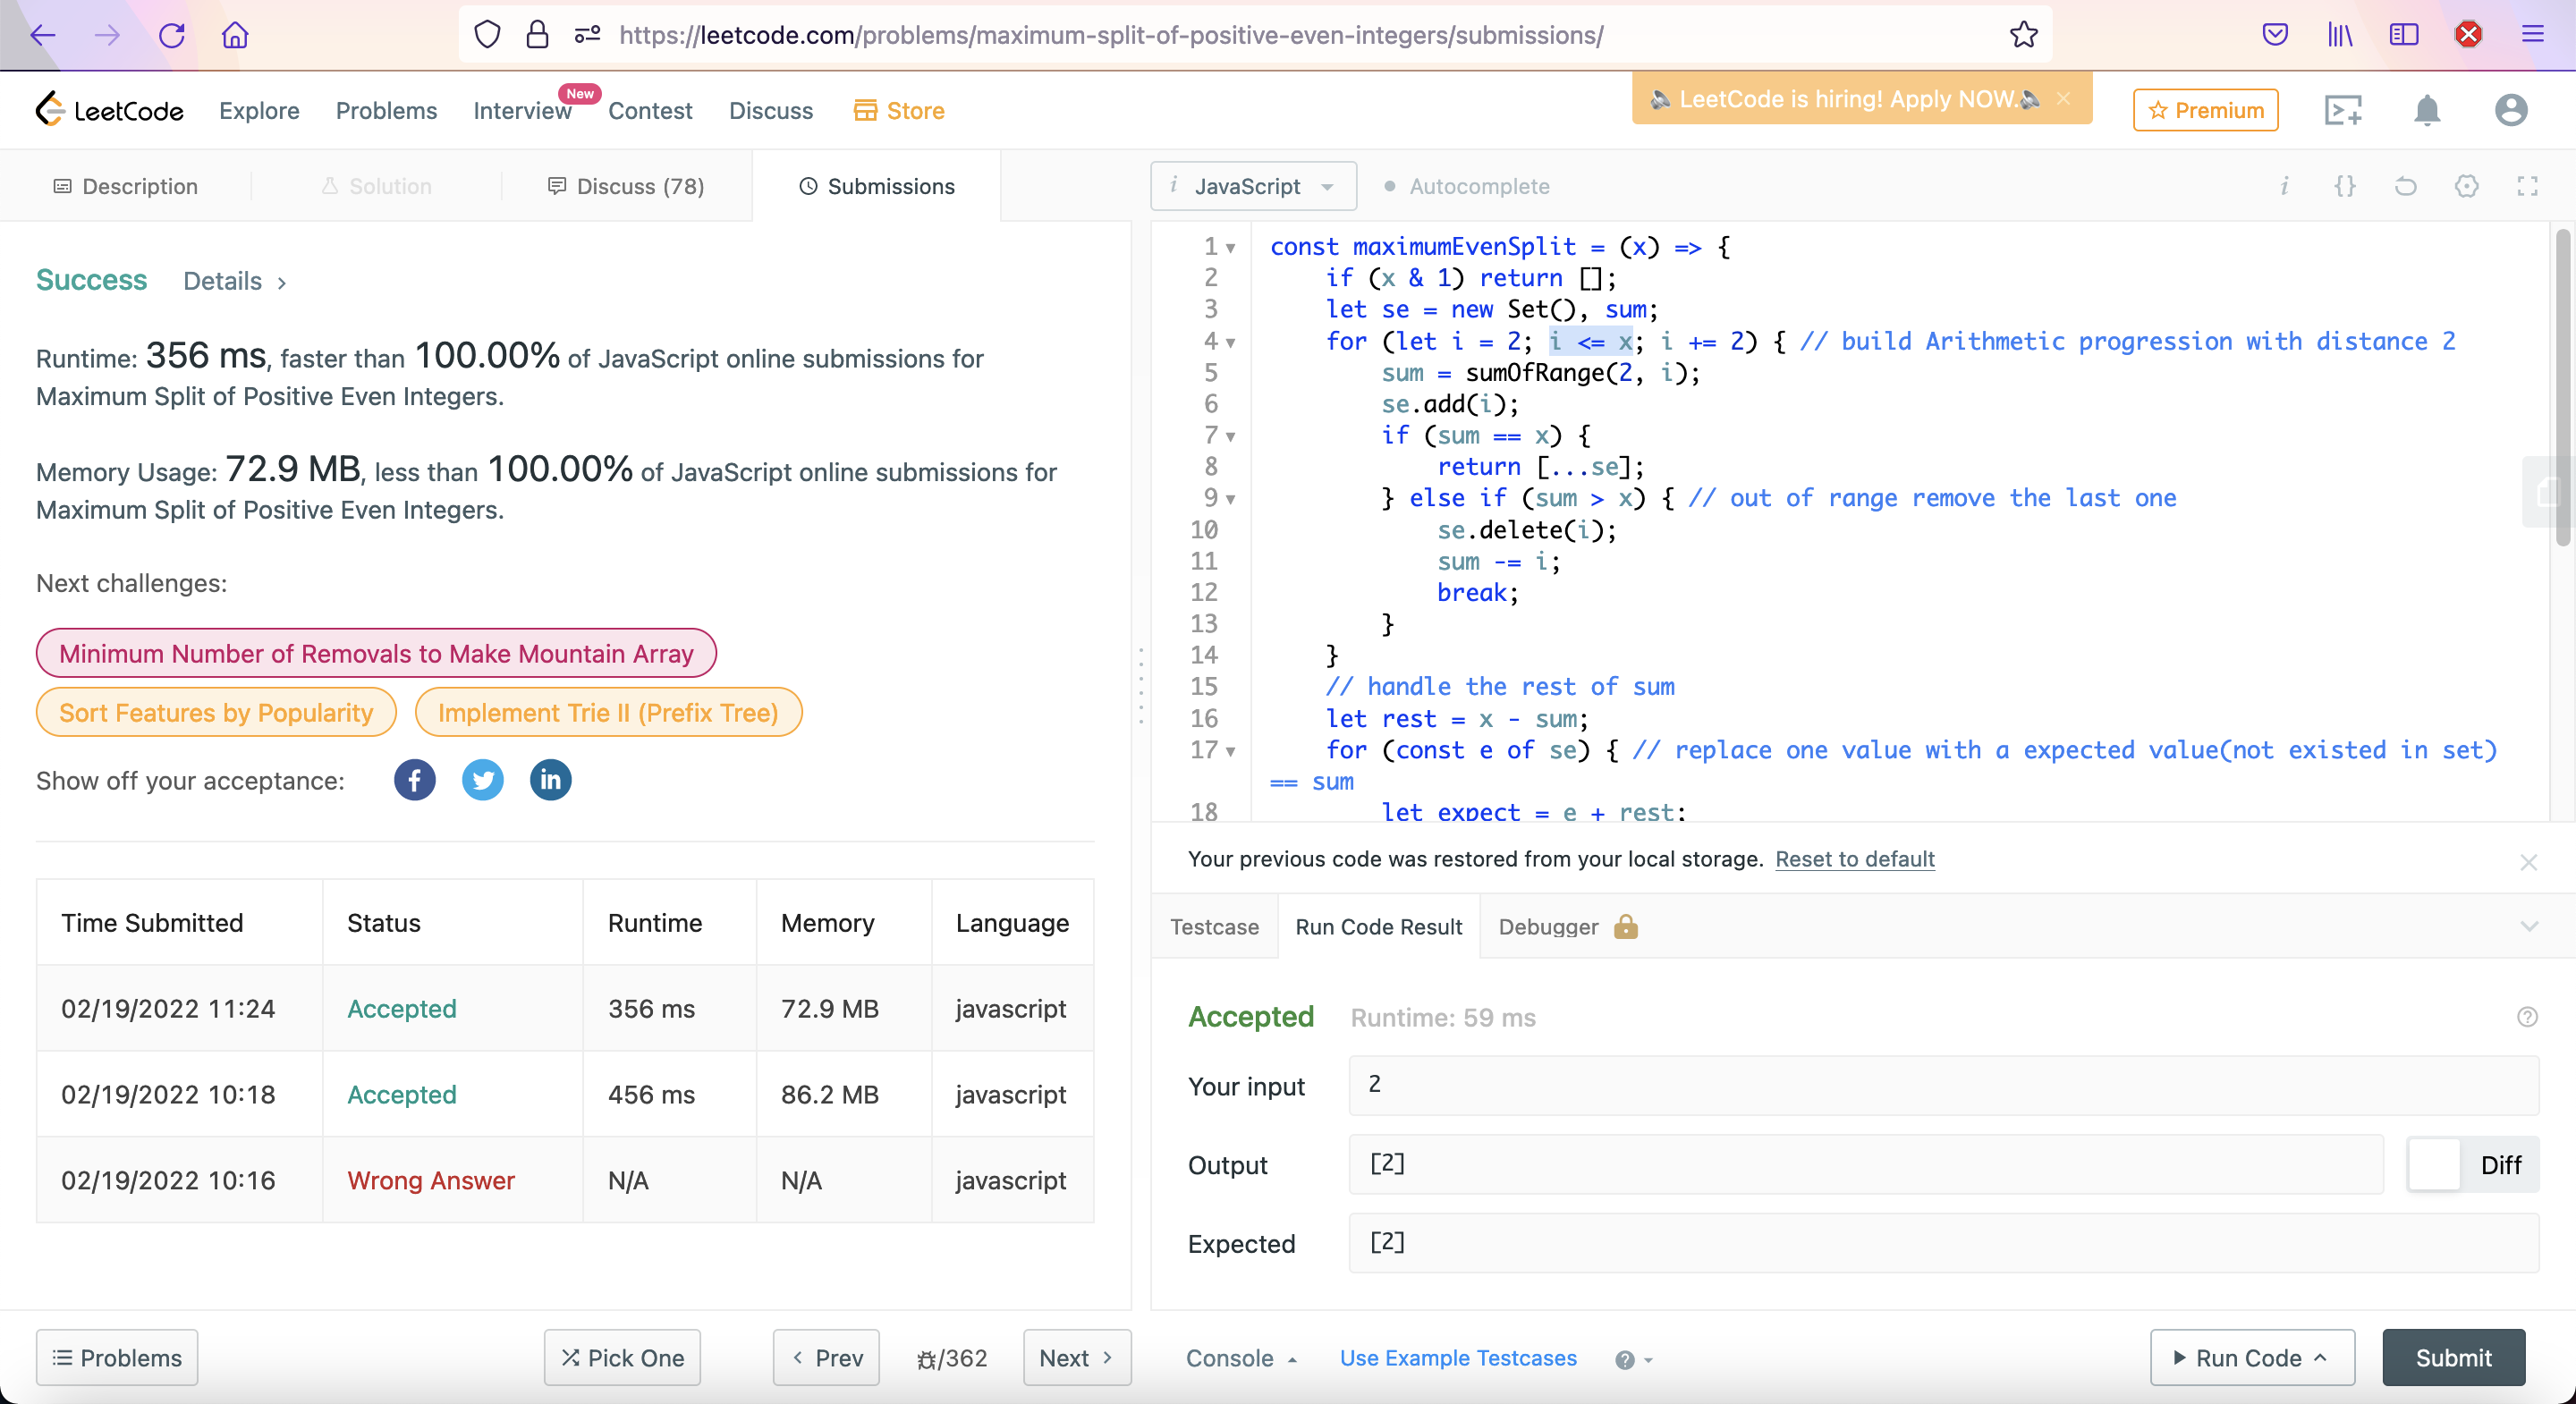 https://leetcode.com/problems/maximum-split-of-positive-even-integers/submissions/
LeetCode
Explore
Problems
Interview
New
Contest
Discuss
Store
LeetCode is hiring! Apply NOW.
Premium
Description
Solution
Discuss (78)
Submissions
Success
Details
Runtime: 356 ms, faster than 100.00% of JavaScript online submissions for
Maximum Split of Positive Even Integers.
Memory Usage: 72.9 MB, less than 100.00% of JavaScript online submissions for
Maximum Split of Positive Even Integers.
Next challenges:
Minimum Number of Removals to Make Mountain Array
Sort Features by Popularity
Implement Trie II (Prefix Tree)
Show off your acceptance:
Time Submitted Status Runtime Memory Language
02/19/2022 11:24 Accepted 356 ms 72.9 MB javascript
02/19/2022 10:18 Accepted 456 ms 86.2 MB javascript
02/19/2022 10:16 Wrong Answer N/A N/A javascript
Problems
Pick One
< Prev
/362
Next >
i JavaScript
Autocomplete
i {}
1 const maximumEvenSplit = (x) => {
2 if (x & 1) return [];
3 let se = new Set(), sum;
4 for (let i = 2; i <= x; i += 2) { // build Arithmetic progression with distance 2
5 sum = sumOfRange(2, i);
6 se.add(i);
7 if (sum == x) {
8 return [...se];
9 } else if (sum > x) { // out of range remove the last one
10 se.delete(i);
11 sum -= i;
12 break;
13 }
14 }
15 // handle the rest of sum
16 let rest = x - sum;
17 for (const e of se) { // replace one value with a expected value(not existed in set)
== sum
18 let expect = e + rest;
Your previous code was restored from your local storage. Reset to default
Testcase
Run Code Result
Debugger
Accepted
Runtime: 59 ms
Your input
2
Output
[2]
Diff
Expected
[2]
Console
Use Example Testcases
Run Code
Submit